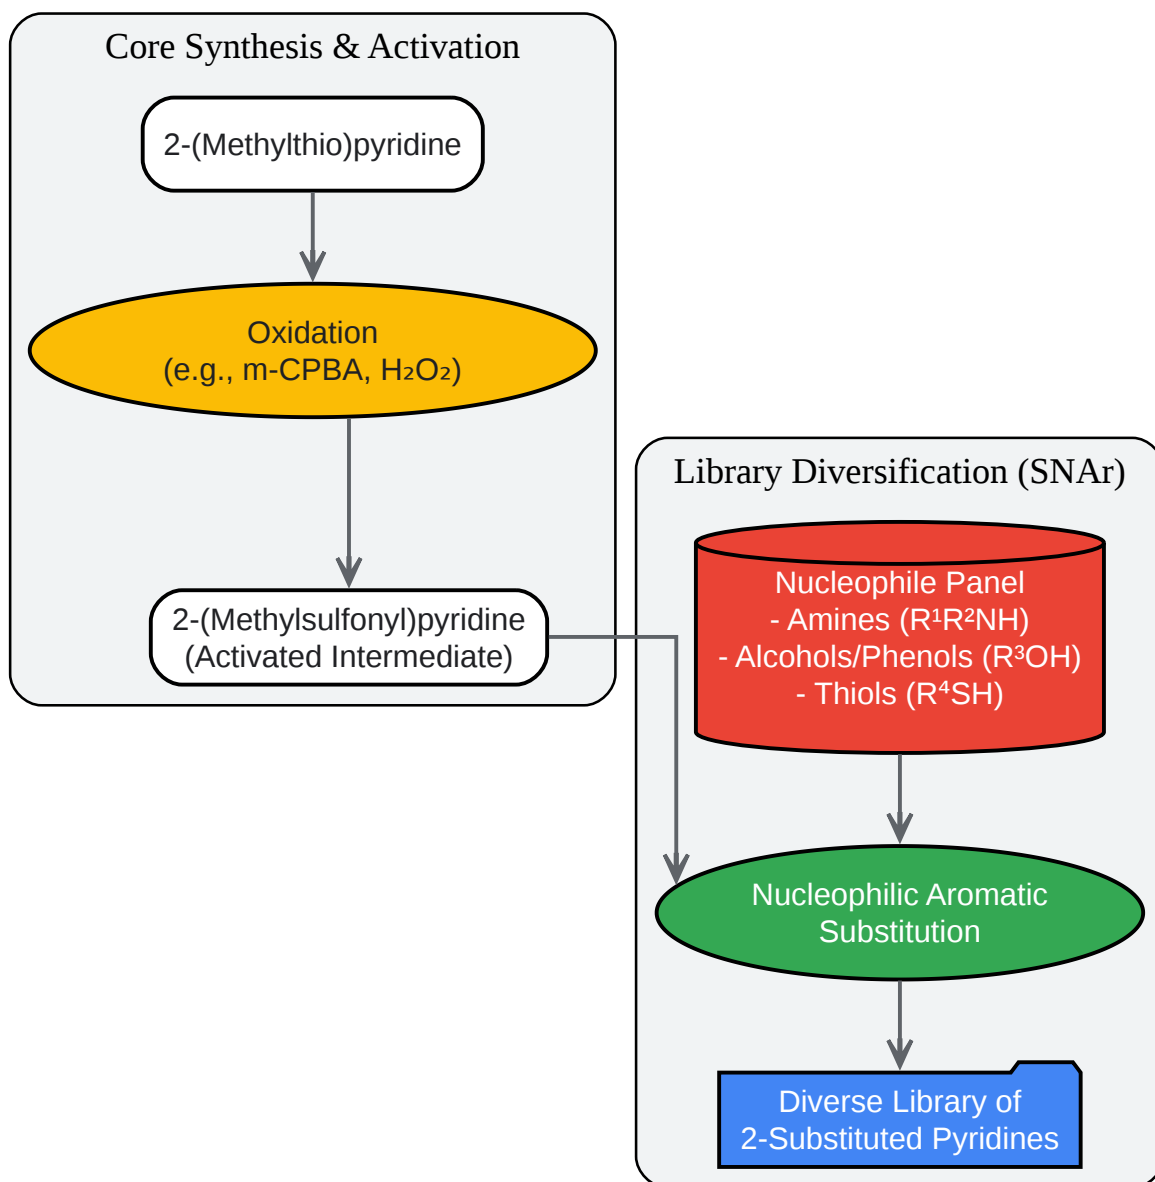 Core Synthesis & Activation
2-(Methylthio)pyridine
Oxidation
(e.g., m-CPBA, H₂O₂)
2-(Methylsulfonyl)pyridine
(Activated Intermediate)
Library Diversification (SNAr)
Nucleophile Panel
- Amines (R¹R²NH)
- Alcohols/Phenols (R³OH)
- Thiols (R⁴SH)
Nucleophilic Aromatic
Substitution
Diverse Library of
2-Substituted Pyridines